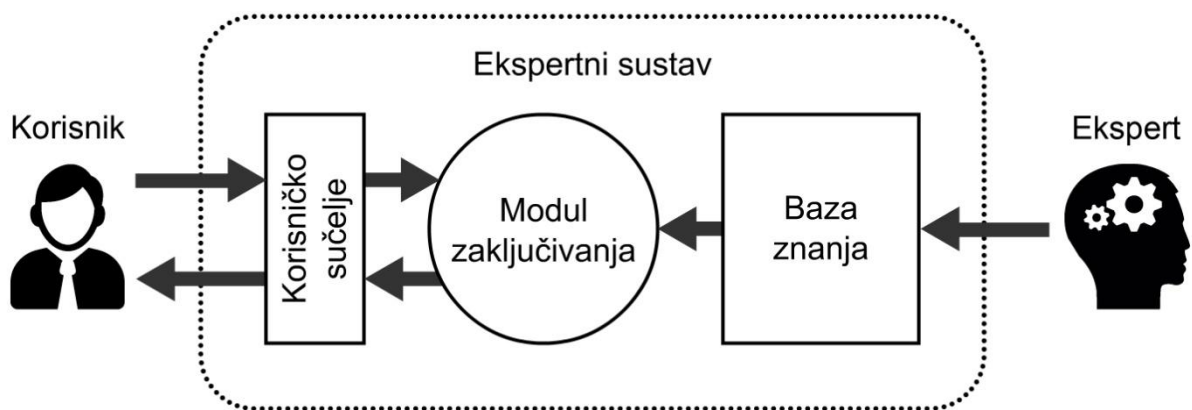 Ekspertni sustav
Korisnik
Korisničko
sučelje
Modul
zaključivanja
Baza
znanja
Ekspert